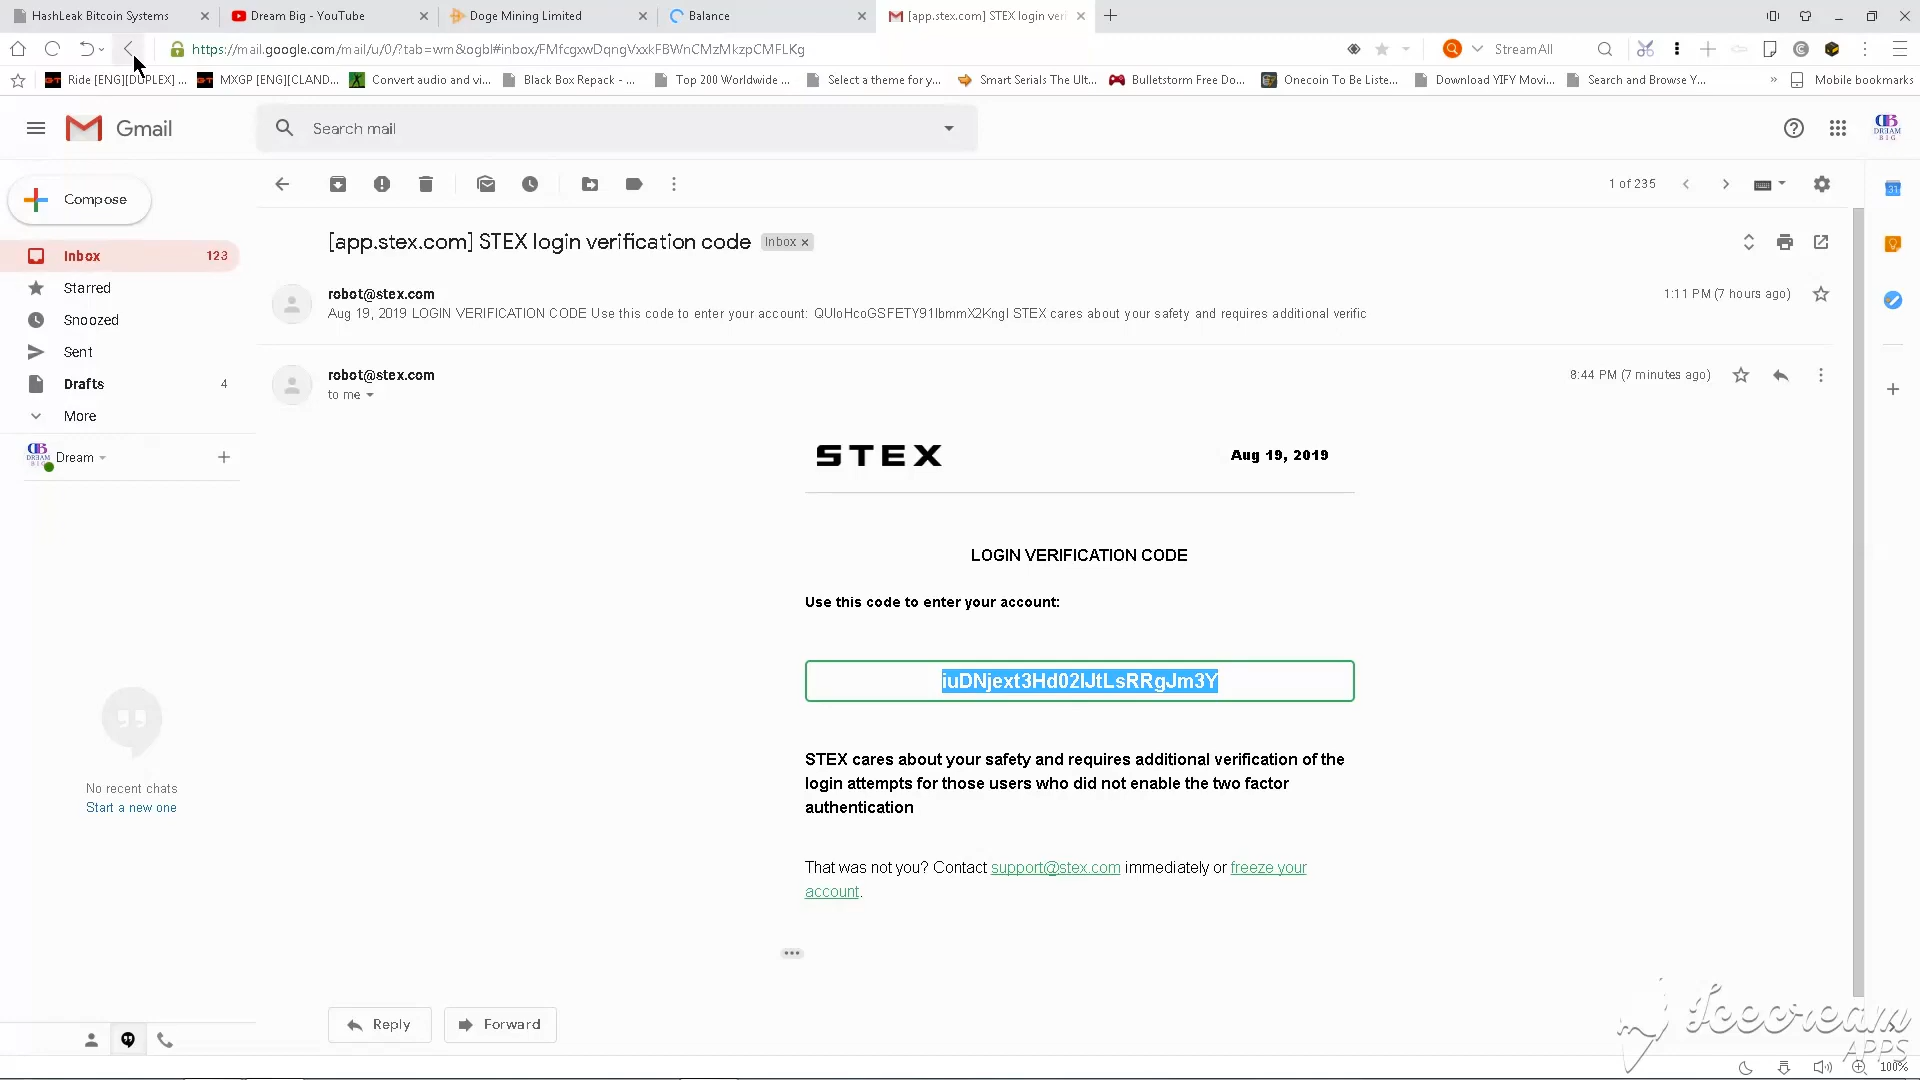 HashLeak Bitcoin Systems
Dream Big - YouTube
Doge Mining Limited
Balance
[app.stex.com] STEX login veri
https://mail.google.com/mail/u/0/?tab=wm&ogbl#inbox/FMfcgxwDqngVxxkFBWnCMzMkzpCMFLKg
StreamAll
Ride [ENG][DUPLEX] ...
MXGP [ENG][CLAND...
Convert audio and vi...
Black Box Repack - ...
Top 200 Worldwide ...
Select a theme for y...
Smart Serials The Ult...
Bulletstorm Free Do...
Onecoin To Be Liste...
Download YIFY Movi...
Search and Browse Y...
Mobile bookmarks
Gmail
Search mail
DREAM
BIG
Compose
1 of 235
31
Inbox 123
Starred
Snoozed
Sent
Drafts 4
More
Dream
No recent chats
Start a new one
[app.stex.com] STEX login verification code
Inbox
robot@stex.com
1:11 PM (7 hours ago)
Aug 19, 2019 LOGIN VERIFICATION CODE Use this code to enter your account: QUIoHcoGSFETY91IbmmX2KngI STEX cares about your safety and requires additional verific
robot@stex.com
8:44 PM (7 minutes ago)
to me
STEX
Aug 19, 2019
LOGIN VERIFICATION CODE
Use this code to enter your account:
iuDNjext3Hd02IJtLsRRgJm3Y
STEX cares about your safety and requires additional verification of the
login attempts for those users who did not enable the two factor
authentication
That was not you? Contact support@stex.com immediately or freeze your
account.
Reply
Forward
Icecream
APPS
100%